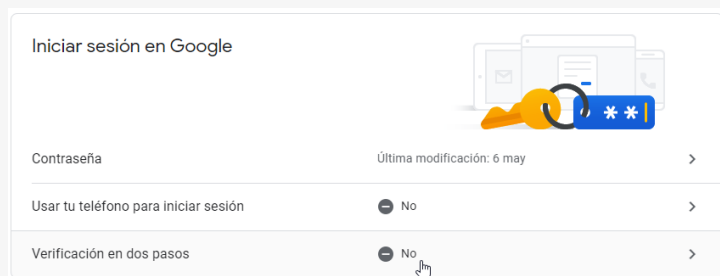 Iniciar sesión en Google
**
Contraseña Última modificación: 6 may
Usar tu teléfono para iniciar sesión No
Verificación en dos pasos No